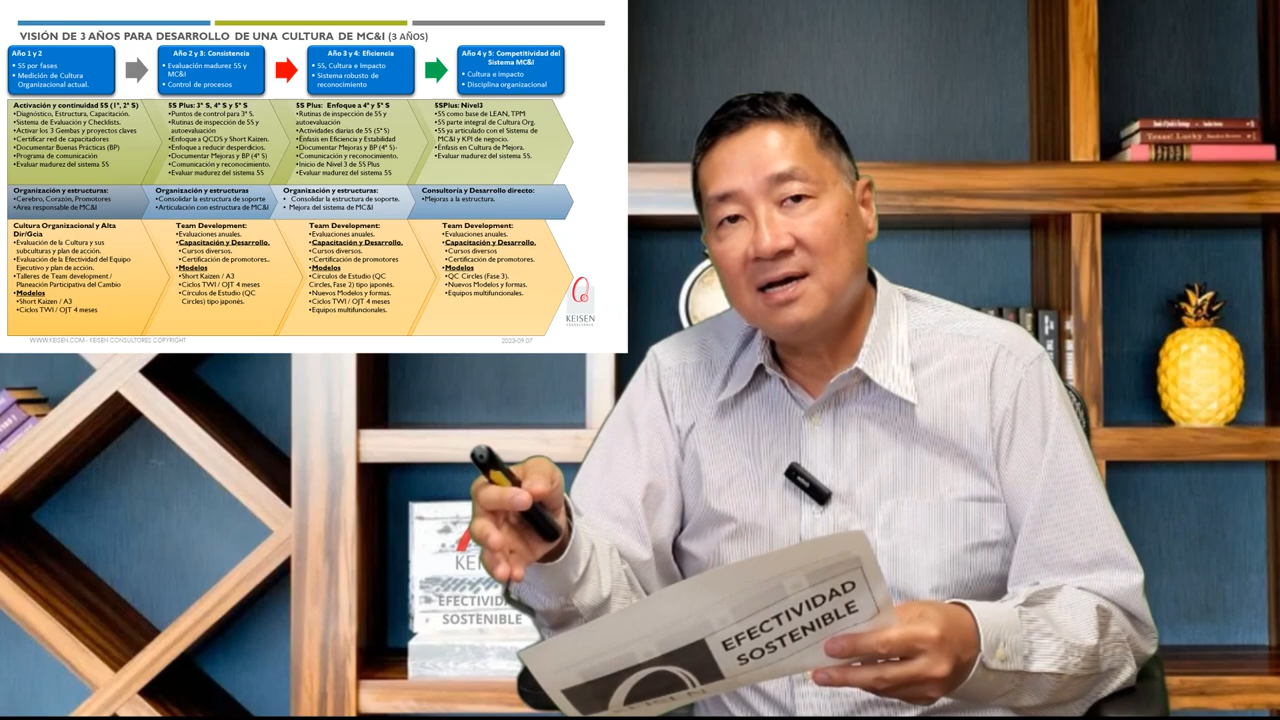 VISIÓN DE 3 AÑOS PARA DESARROLLO DE UNA CULTURA DE MC&I (3 AÑOS)
Año 1 y 2
• 5S por fases
• Medición de Cultura
Organizacional actual.
Año 2 y 3: Consistencia
• Evaluación madurez 5S y
MC&I
• Control de procesos
Año 3 y 4: Eficiencia
• 5S, Cultura e Impacto
• Sistema robusto de
reconocimiento
Año 4 y 5: Competitividad del
Sistema MC&I
• Cultura e impacto
• Disciplina organizacional
Activación y continuidad 5S (1ª, 2ª S)
•Diagnóstico, Estructura, Capacitación.
•Sistema de Evaluación y Checklists.
•Activar los 3 Gembas y proyectos claves
•Certificar red de capacitadores
•Documentar Buenas Prácticas (BP)
•Programa de comunicación
•Evaluar madurez del sistema 5S
5S Plus: 3ª S, 4ª S y 5ª S
•Puntos de control para 3ª S.
•Rutinas de inspección de 5S y
autoevaluación
•Enfoque a QCDS y Short Kaizen.
•Enfoque a reducir desperdicios.
•Documentar Mejoras y BP (4ª S)
•Comunicación y reconocimiento.
•Evaluar madurez del sistema 5S
5S Plus: Enfoque a 4ª y 5ª S
•Rutinas de inspección de 5S y
autoevaluación
•Actividades diarias de 5S (5ª S)
•Énfasis en Eficiencia y Estabilidad
•Documentar Mejoras y BP (4ª S)-
•Comunicación y reconocimiento.
•Inicio de Nivel 3 de 5S Plus
•Evaluar madurez del sistema 5S
5SPlus: Nivel3
•5S como base de LEAN, TPM
•5S parte integral de Cultura Org.
•5S ya articulado con el Sistema de
MC&I y KPI de negocio.
•Énfasis en Cultura de Mejora.
•Evaluar madurez del sistema 5S.
Organización y estructuras:
•Cerebro, Corazón, Promotores
•Area responsable de MC&I
Organización y estructuras
•Consolidar la estructura de soporte
•Articulación con estructura de MC&I
Organización y estructuras:
• Consolidar la estructura de soporte.
• Mejora del sistema de MC&I
Consultoría y Desarrollo directo:
•Mejoras a la estructura.
Cultura Organizacional y Alta
Dir/Gcia
•Evaluación de la Cultura y sus
subculturas y plan de acción.
•Evaluación de la Efectividad del Equipo
Ejecutivo y plan de acción.
•Talleres de Team development /
Planeación Participativa del Cambio
•Modelos
•Short Kaizen / A3
•Ciclos TWI / OJT 4 meses
Team Development:
•Evaluaciones anuales.
•Capacitación y Desarrollo.
•Cursos diversos.
•Certificación de promotores..
•Modelos
•Short Kaizen / A3
•Ciclos TWI / OJT 4 meses
•Círculos de Estudio (QC
Circles) tipo japonés.
Team Development:
•Evaluaciones anuales.
•Capacitación y Desarrollo.
•Cursos diversos.
•Certificación de promotores
•Modelos
•Círculos de Estudio (QC
Circles, Fase 2) tipo japonés.
•Nuevos Modelos y formas.
•Ciclos TWI / OJT 4 meses
•Equipos multifuncionales.
Team Development:
•Evaluaciones anuales.
•Capacitación y Desarrollo.
•Cursos diversos
•Certificación de promotores.
•Modelos
•QC Circles (Fase 3).
•Nuevos Modelos y formas.
•Equipos multifuncionales.
KEISEN
CONSULTORES
WWW.KEISEN.COM - KEISEN CONSULTORES COPYRIGHT
2023-09.07
Texas! Lucky
KEI
EFECTIVID
SOSTENIBLE
EFECTIVIDAD
SOSTENIBLE
KEISEN